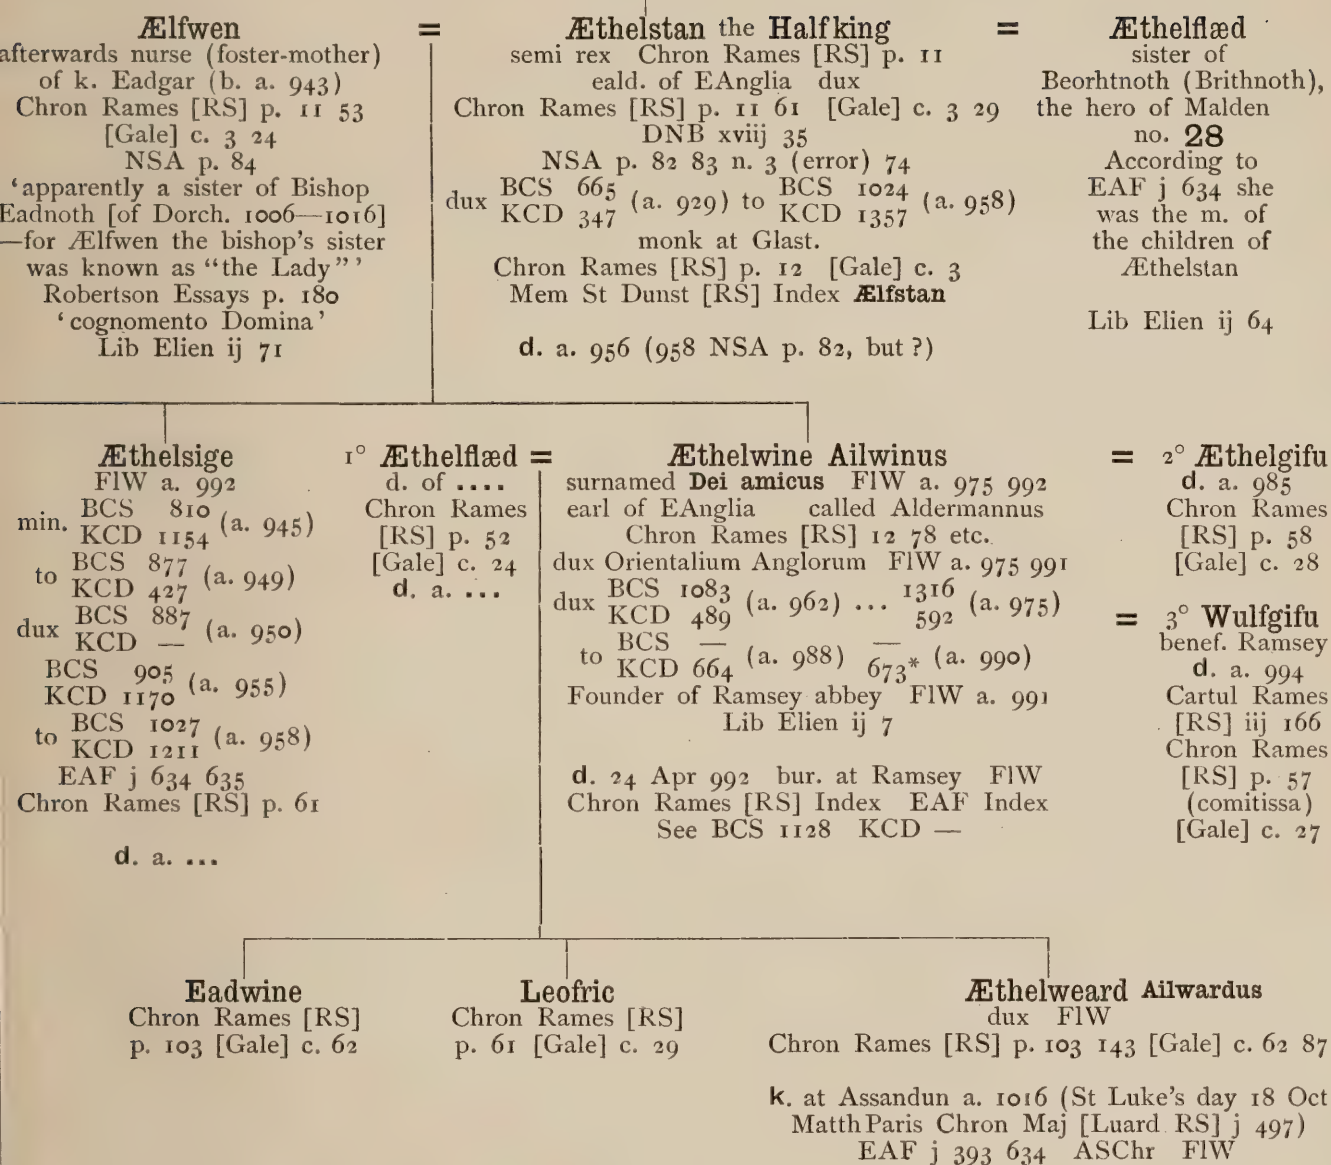 Ælfwen
afterwards nurse (foster-mother)
of k. Eadgar (b. a. 943)
Chron Rames [RS] p. 11 53
[Gale] c. 3 24
NSA p. 84
‘apparently a sister of Bishop
Eadnoth [of Dorch. 1006—1016]
—for Ælfwen the bishop's sister
was known as “the Lady”’
Robertson Essays p. 180
‘cognomento Domina’
Lib Elien ij 71
=
Æthelstan the Halfking
semi rex Chron Rames [RS] p. 11
eald. of EAnglia dux
Chron Rames [RS] p. 11 61 [Gale] c. 3 29
DNB xviij 35
NSA p. 82 83 n. 3 (error) 74
dux BCS 665 KCD 347 (a. 929) to BCS 1024 KCD 1357 (a. 958)
monk at Glast.
Chron Rames [RS] p. 12 [Gale] c. 3
Mem St Dunst [RS] Index Ælfstan
d. a. 956 (958 NSA p. 82, but ?)
=
Æthelflæd
sister of
Beorhtnoth (Brithnoth),
the hero of Malden
no. 28
According to
EAF j 634 she
was the m. of
the children of
Æthelstan
Lib Elien ij 64
Æthelsige
FlW a. 992
min. BCS 810 KCD 1154 (a. 945)
to BCS 877 KCD 427 (a. 949)
dux BCS 887 KCD — (a. 950)
BCS 905 KCD 1170 (a. 955)
to BCS 1027 KCD 1211 (a. 958)
EAF j 634 635
Chron Rames [RS] p. 61
d. a. ...
1° Æthelflæd =
d. of ....
Chron Rames
[RS] p. 52
[Gale] c. 24
d. a. ...
Æthelwine Ailwinus
surnamed Dei amicus FlW a. 975 992
earl of EAnglia called Aldermannus
Chron Rames [RS] 12 78 etc.
dux Orientalium Anglorum FlW a. 975 991
dux BCS 1083 KCD 489 (a. 962) ... 1316 592 (a. 975)
to BCS — KCD 664 (a. 988) — 673* (a. 990)
Founder of Ramsey abbey FlW a. 991
Lib Elien ij 7
d. 24 Apr 992 bur. at Ramsey FlW
Chron Rames [RS] Index EAF Index
See BCS 1128 KCD —
= 2° Æthelgifu
d. a. 985
Chron Rames
[RS] p. 58
[Gale] c. 28
= 3° Wulfgifu
benef. Ramsey
d. a. 994
Cartul Rames
[RS] iij 166
Chron Rames
[RS] p. 57
(comitissa)
[Gale] c. 27
Eadwine
Chron Rames [RS]
p. 103 [Gale] c. 62
Leofric
Chron Rames [RS]
p. 61 [Gale] c. 29
Æthelweard Ailwardus
dux FlW
Chron Rames [RS] p. 103 143 [Gale] c. 62 87
k. at Assandun a. 1016 (St Luke's day 18 Oct
Matth Paris Chron Maj [Luard RS] j 497)
EAF j 393 634 ASChr FlW